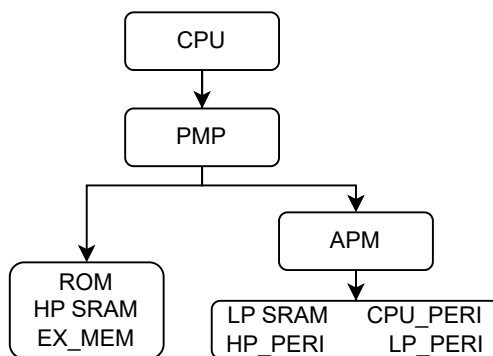 CPU
PMP
APM
ROM
HP SRAM
EX_MEM
LP SRAM CPU_PERI
HP_PERI LP_PERI